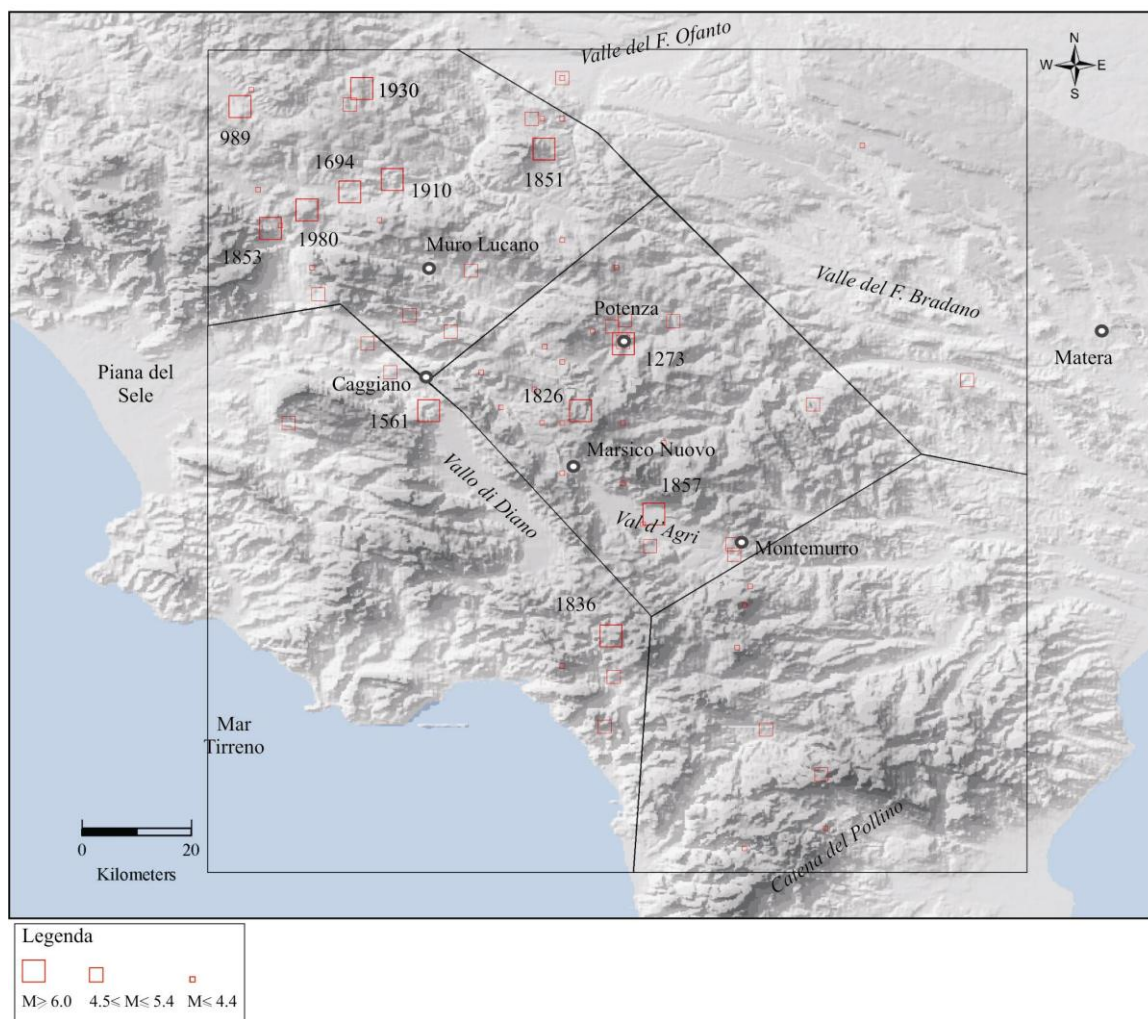 Valle del F. Ofanto
N
W E
S
1930
989
1694
1910
1851
1980
1853
Muro Lucano
Valle del F. Bradano
Potenza
1273
Matera
Piana del
Sele
Caggiano
1826
1561
Marsico Nuovo
Vallo di Diano
1857
Val d'Agri
Montemurro
1836
Mar
Tirreno
Catena del Pollino
0 20
Kilometers
Legenda
M⩾ 6.0 4.5⩽ M⩽ 5.4 M< 4.4